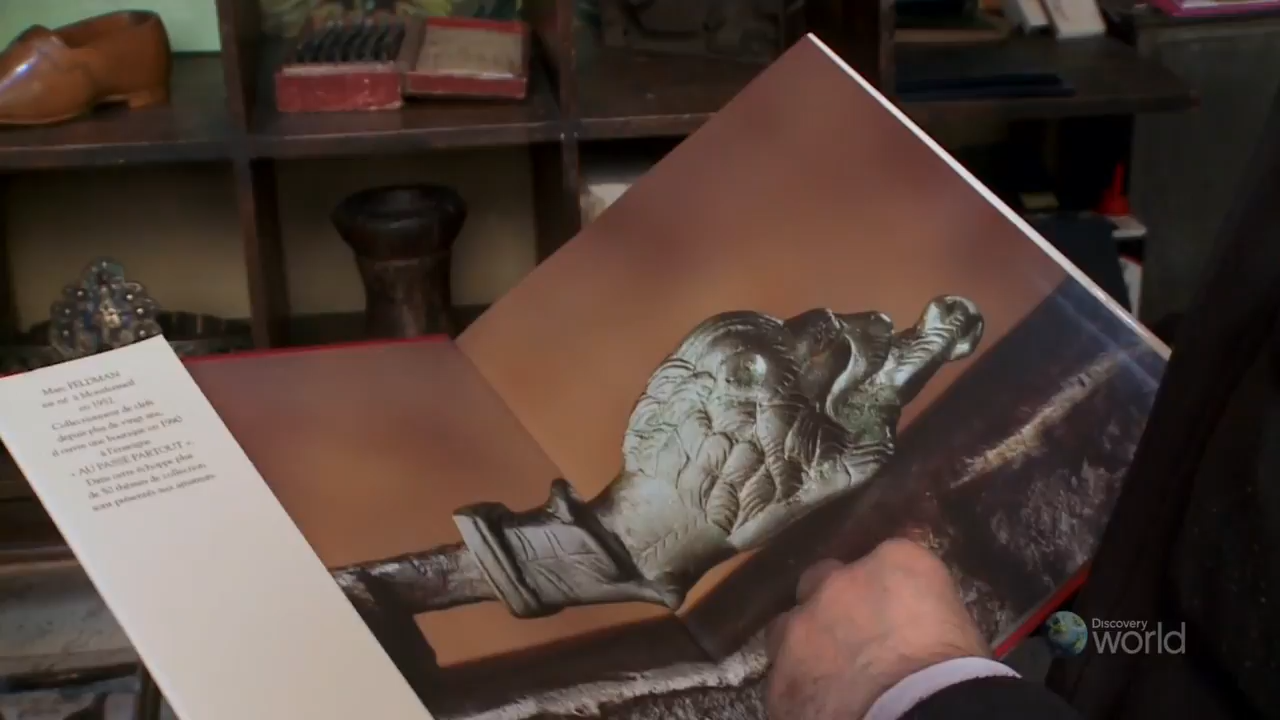 Marc FELDMAN
est né à Montfermeil
en 1952.
Collectionneur de clefs
depuis plus de vingt ans,
il ouvre une boutique en 1990
à l'enseigne
« AU PASSE PARTOUT ».
Dans cette échoppe plus
de 50 thèmes de collection
sont présentés aux amateurs
Discovery
world